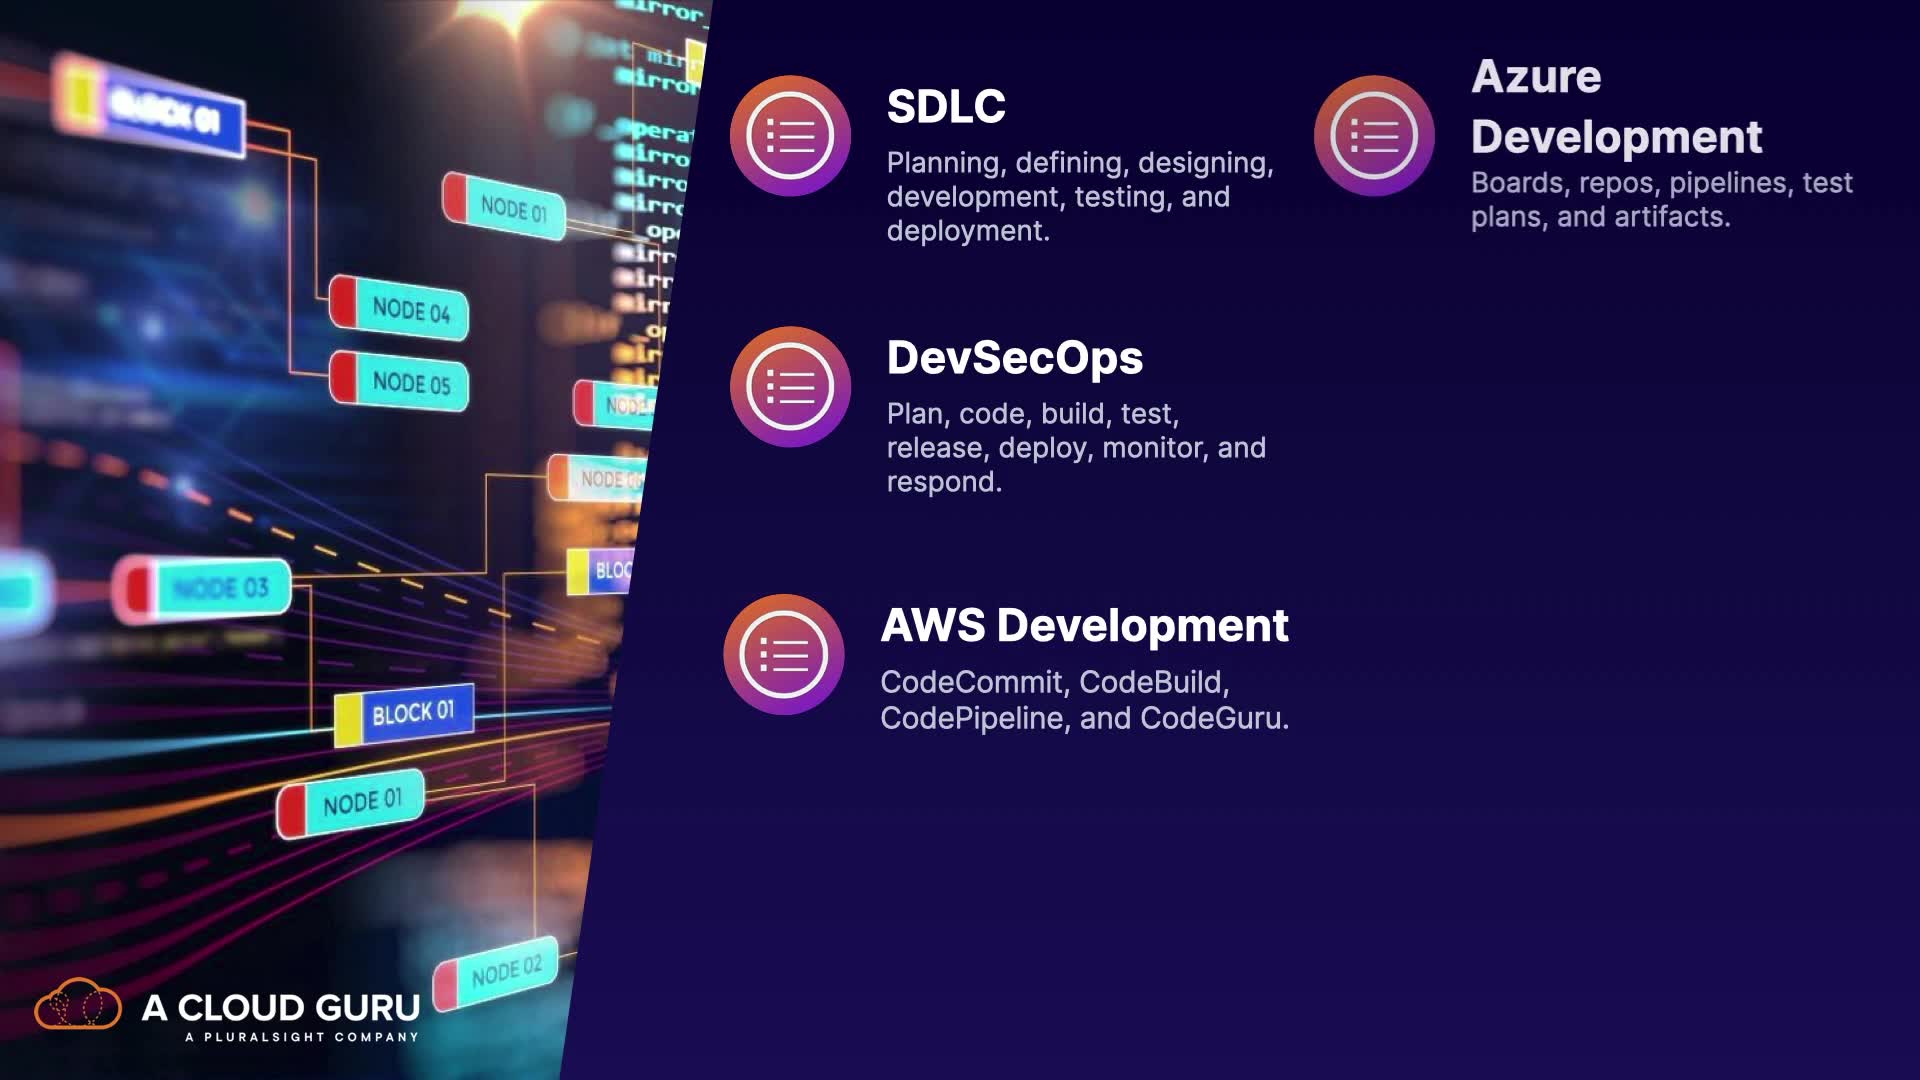 SDLC
Planning, defining, designing,
development, testing, and
deployment.
DevSecOps
Plan, code, build, test,
release, deploy, monitor, and
respond.
AWS Development
CodeCommit, CodeBuild,
CodePipeline, and CodeGuru.
Azure
Development
Boards, repos, pipelines, test
plans, and artifacts.
BLOCK 01
NODE 01
NODE 04
NODE 05
NODE 03
BLOCK 01
NODE 01
NODE 02
A CLOUD GURU
A PLURALSIGHT COMPANY